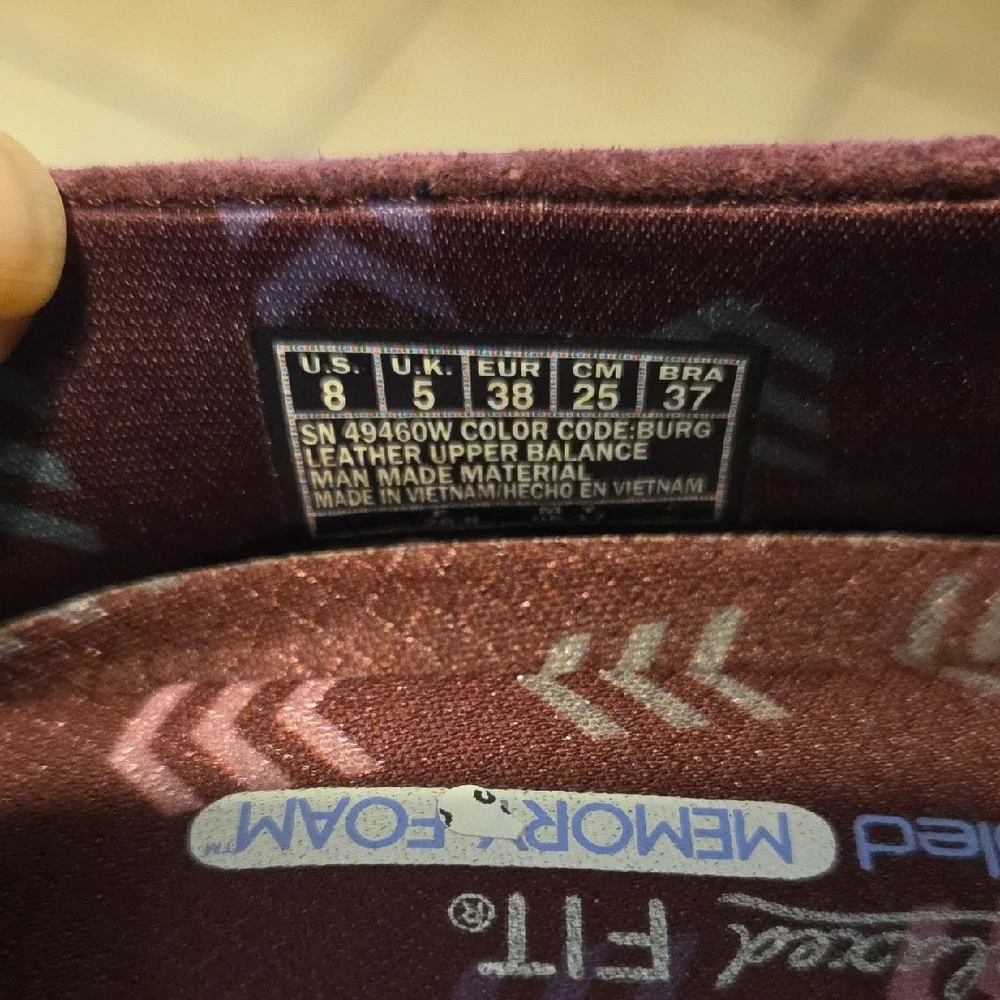 U.S. U.K. EUR CM BRA
8 5 38 25 37
SN 49460W COLOR CODE:BURG
LEATHER UPPER BALANCE
MAN MADE MATERIAL
MADE IN VIETNAM/HECHO EN VIETNAM
MEMORY FOAM™
FIT®